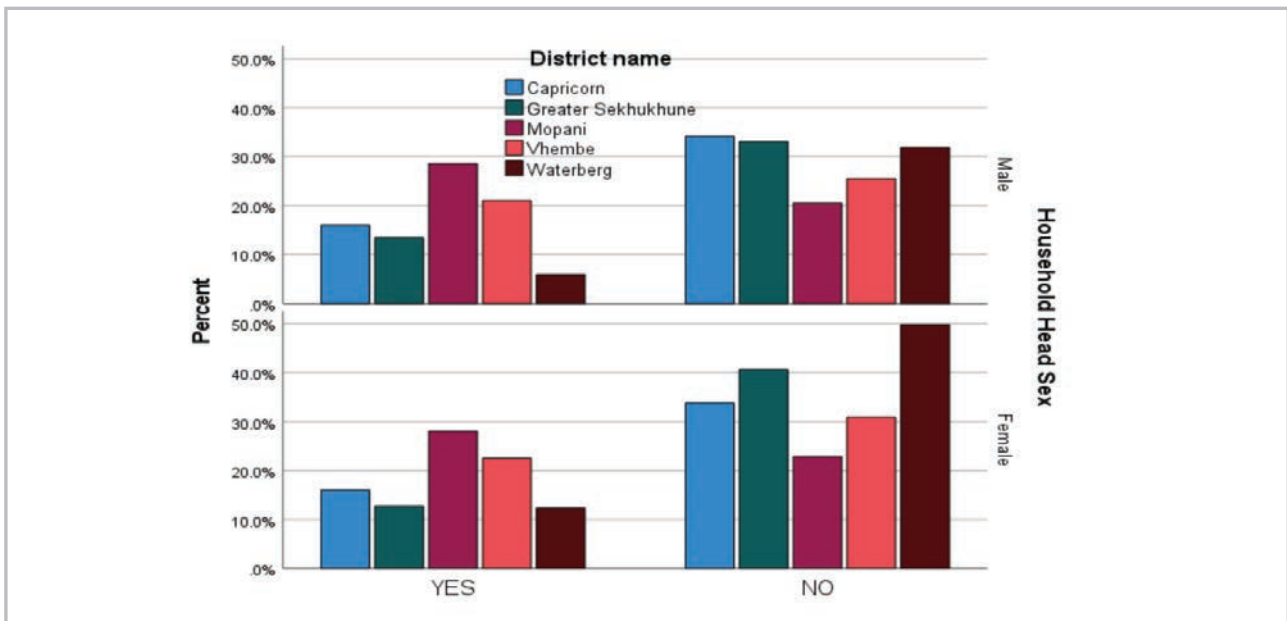 District name
Capricorn
Greater Sekhukhune
Mopani
Vhembe
Waterberg
50.0%
40.0%
30.0%
20.0%
10.0%
.0%
Male
50.0%
40.0%
30.0%
20.0%
10.0%
.0%
Female
Percent
Household Head Sex
YES
NO